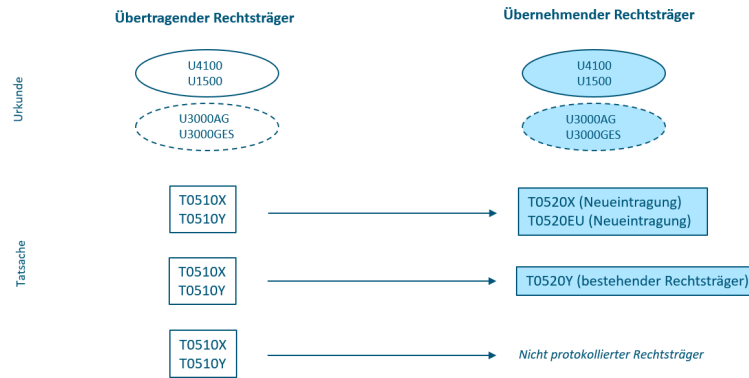 Übertragender Rechtsträger
Übernehmender Rechtsträger
Urkunde
U4100
U1500
U4100
U1500
U3000AG
U3000GES
U3000AG
U3000GES
Tatsache
T0510X
T0510Y
T0520X (Neueintragung)
T0520EU (Neueintragung)
T0510X
T0510Y
T0520Y (bestehender Rechtsträger)
T0510X
T0510Y
Nicht protokollierter Rechtsträger